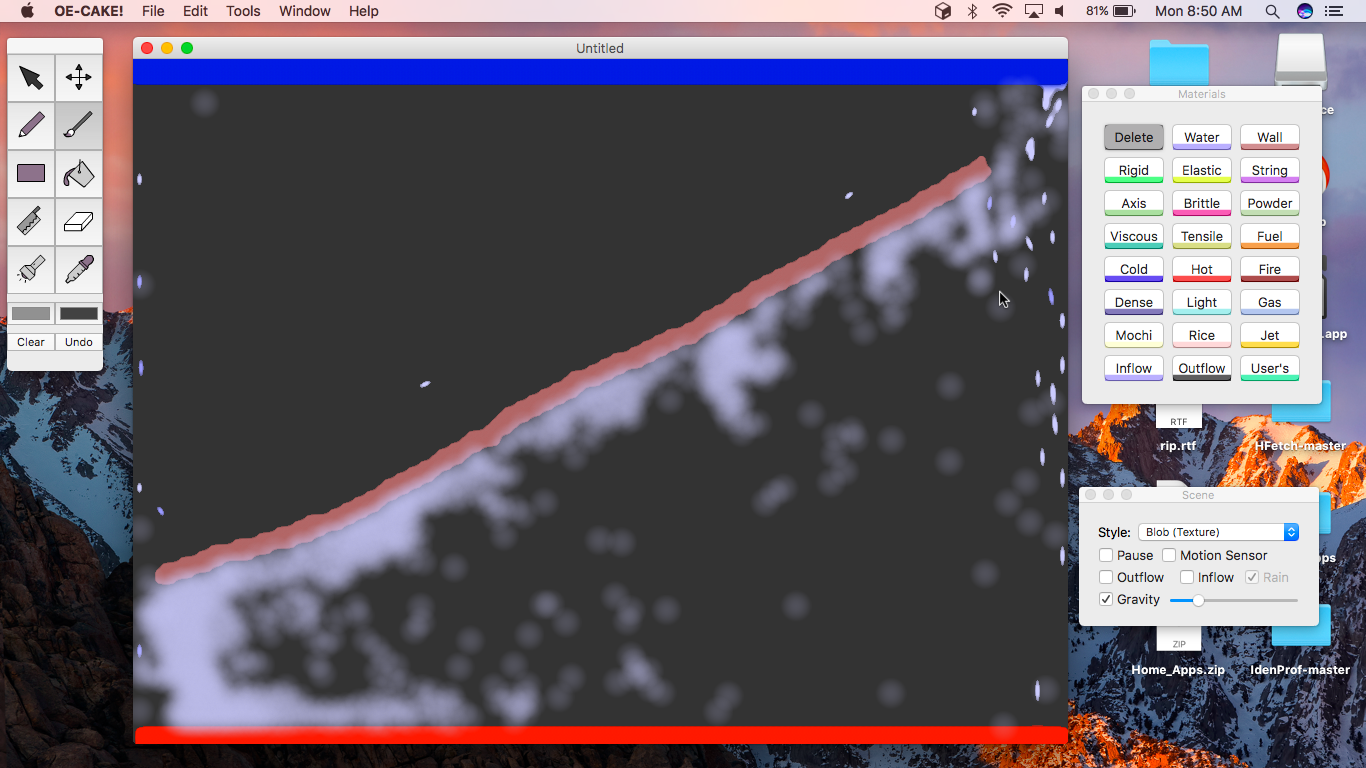 OE-CAKE! File Edit Tools Window Help 81% Mon 8:50 AM
Untitled
Clear Undo
Materials
Delete Water Wall
Rigid Elastic String
Axis Brittle Powder
Viscous Tensile Fuel
Cold Hot Fire
Dense Light Gas
Mochi Rice Jet
Inflow Outflow User's
ce
.app
RTF
rip.rtf HFetch-master
Scene
Style: Blob (Texture)
Pause Motion Sensor
Outflow Inflow Rain
Gravity
ps
ZIP
Home_Apps.zip IdenProf-master